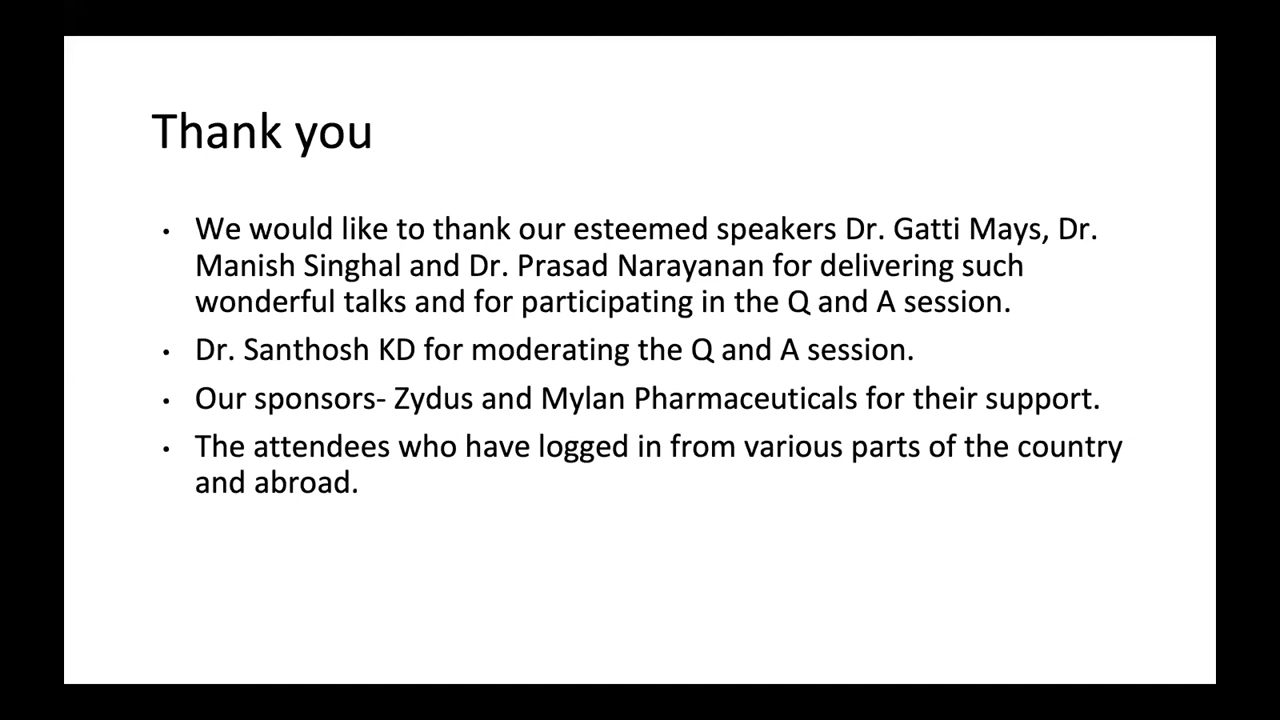 Thank you
• We would like to thank our esteemed speakers Dr. Gatti Mays, Dr.
Manish Singhal and Dr. Prasad Narayanan for delivering such
wonderful talks and for participating in the Q and A session.
• Dr. Santhosh KD for moderating the Q and A session.
• Our sponsors- Zydus and Mylan Pharmaceuticals for their support.
• The attendees who have logged in from various parts of the country
and abroad.